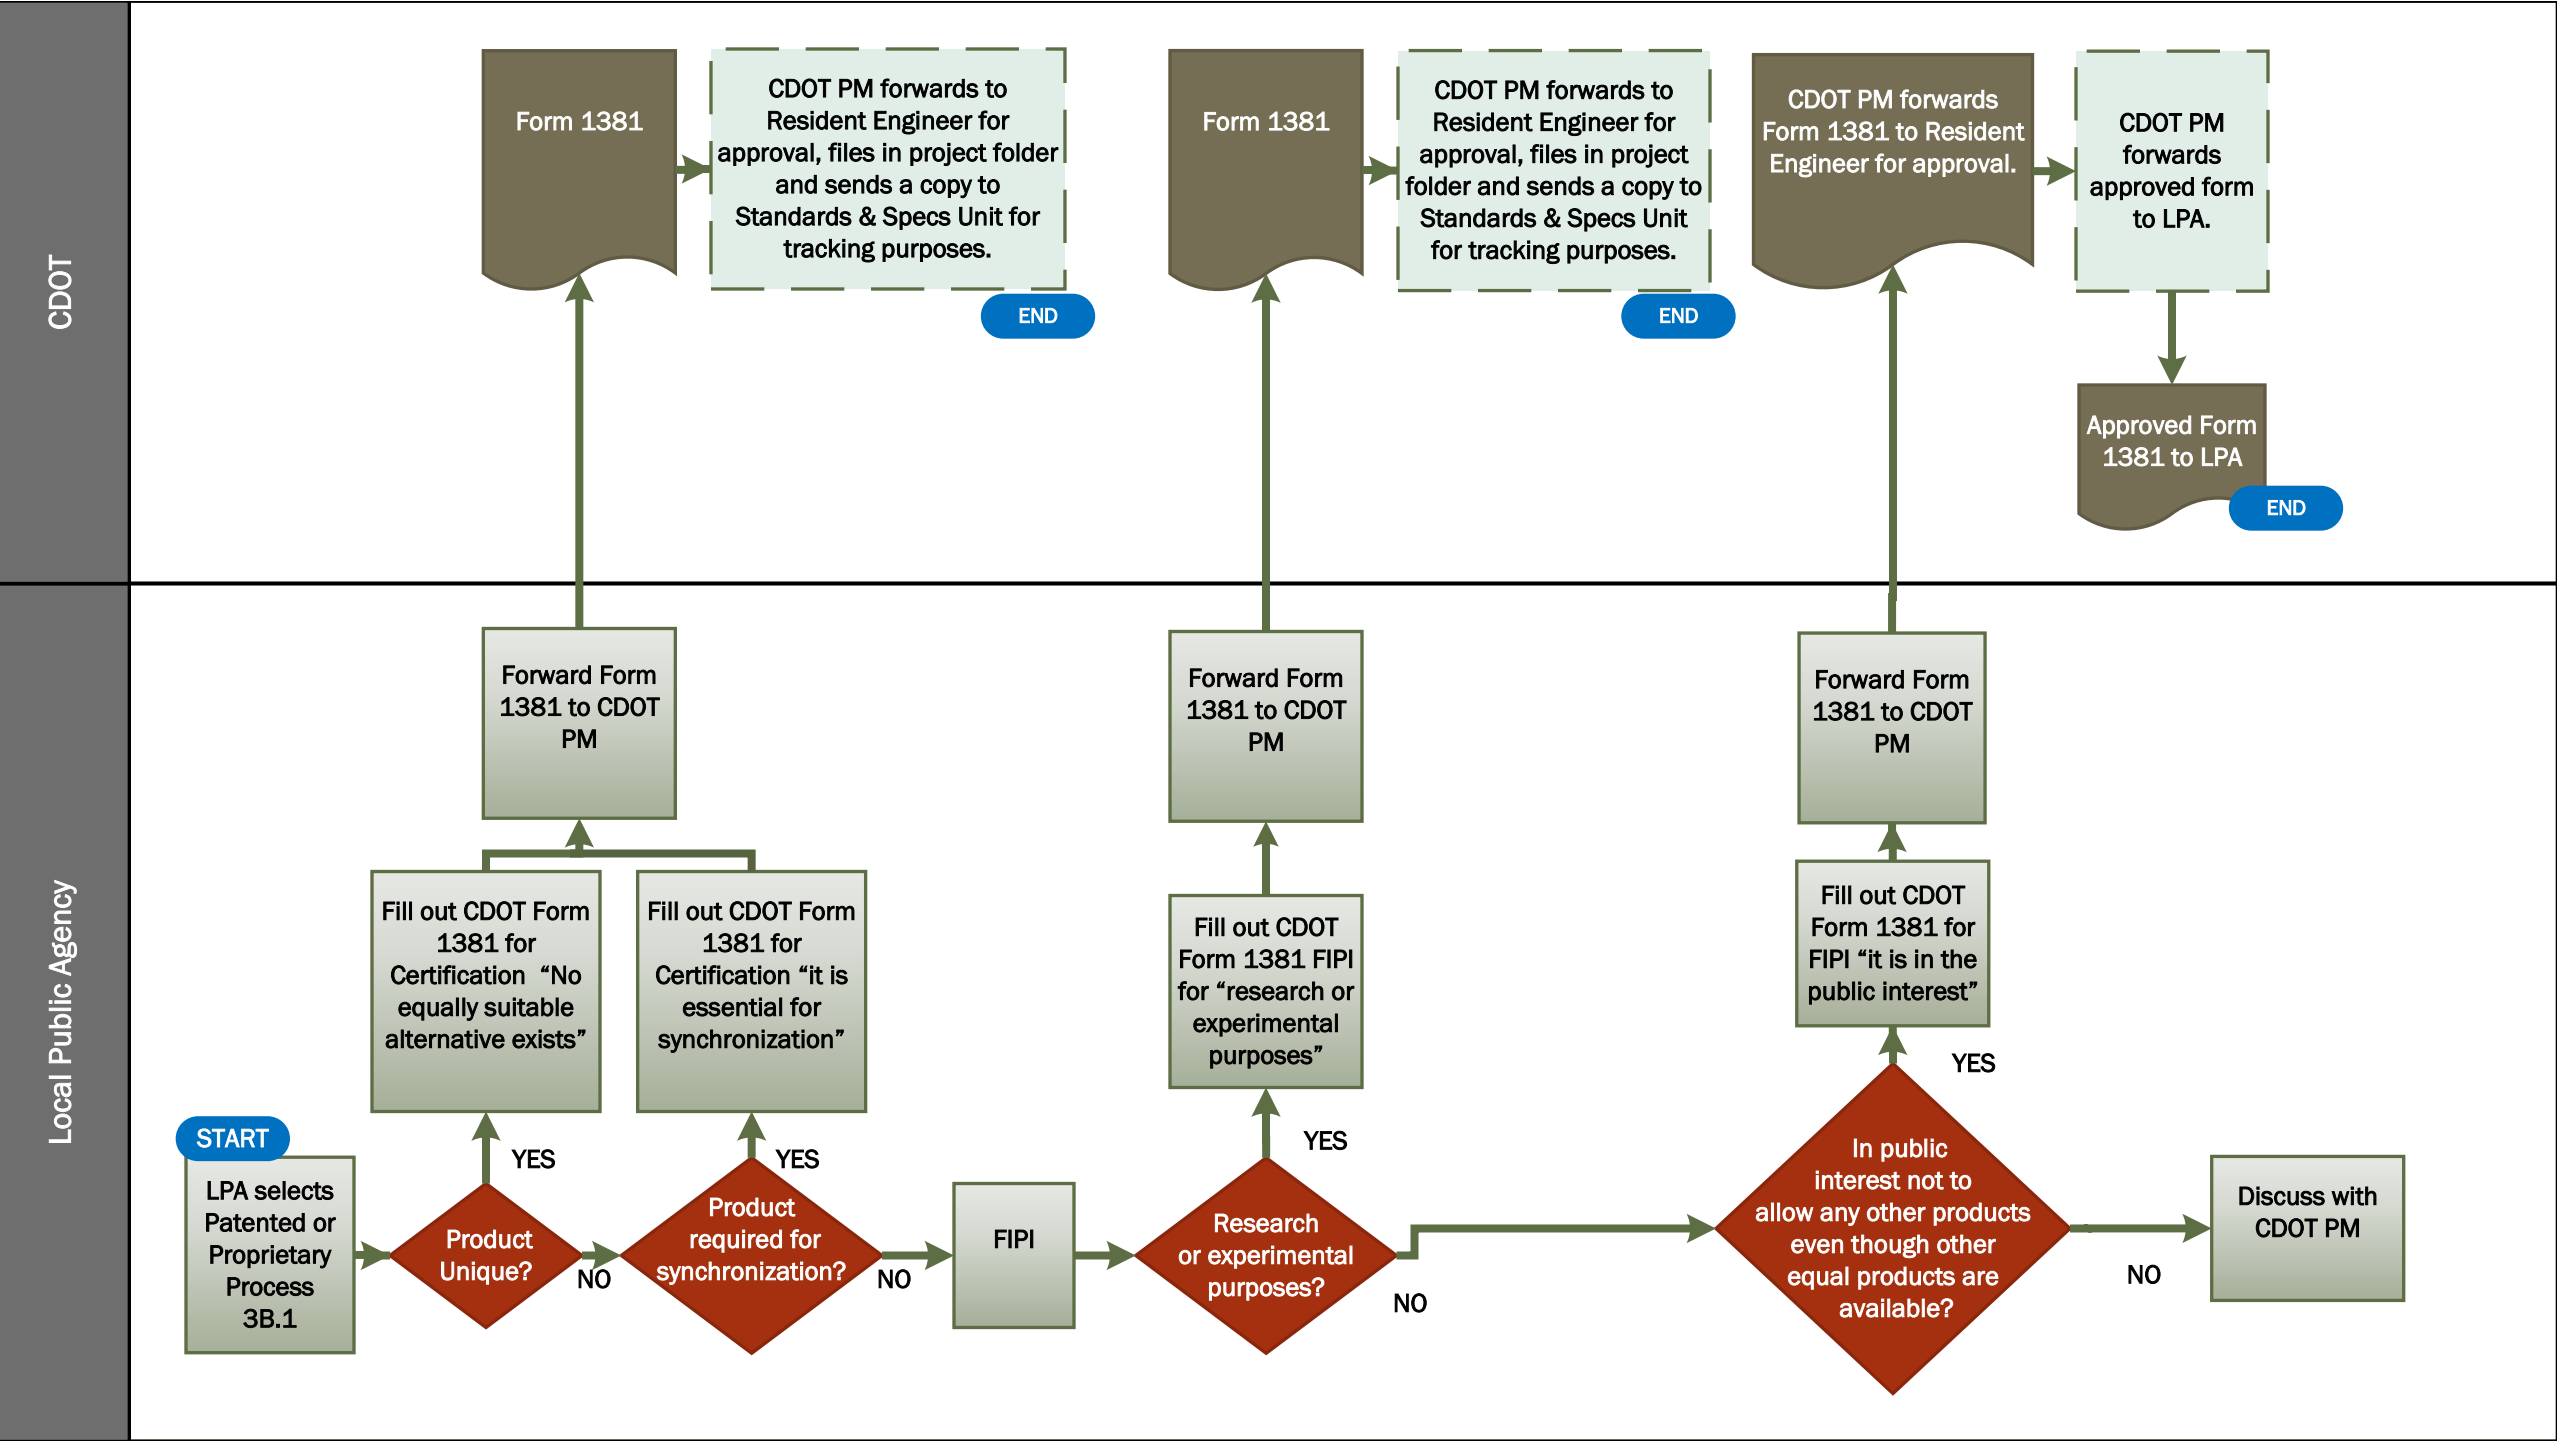 CDOT
Form 1381
CDOT PM forwards to
Resident Engineer for
approval, files in project folder
and sends a copy to
Standards & Specs Unit for
tracking purposes.
END
Form 1381
CDOT PM forwards to
Resident Engineer for
approval, files in project
folder and sends a copy to
Standards & Specs Unit
for tracking purposes.
END
CDOT PM forwards
Form 1381 to Resident
Engineer for approval.
CDOT PM
forwards
approved form
to LPA.
Approved Form
1381 to LPA
END
Local Public Agency
Forward Form
1381 to CDOT
PM
Forward Form
1381 to CDOT
PM
Forward Form
1381 to CDOT
PM
Fill out CDOT Form
1381 for
Certification “No
equally suitable
alternative exists”
Fill out CDOT Form
1381 for
Certification “it is
essential for
synchronization”
Fill out CDOT
Form 1381 FIPI
for “research or
experimental
purposes”
Fill out CDOT
Form 1381 for
FIPI “it is in the
public interest”
START
LPA selects
Patented or
Proprietary
Process
3B.1
YES
Product
Unique?
NO
YES
Product
required for
synchronization?
NO
FIPI
YES
Research
or experimental
purposes?
NO
YES
In public
interest not to
allow any other products
even though other
equal products are
available?
NO
Discuss with
CDOT PM